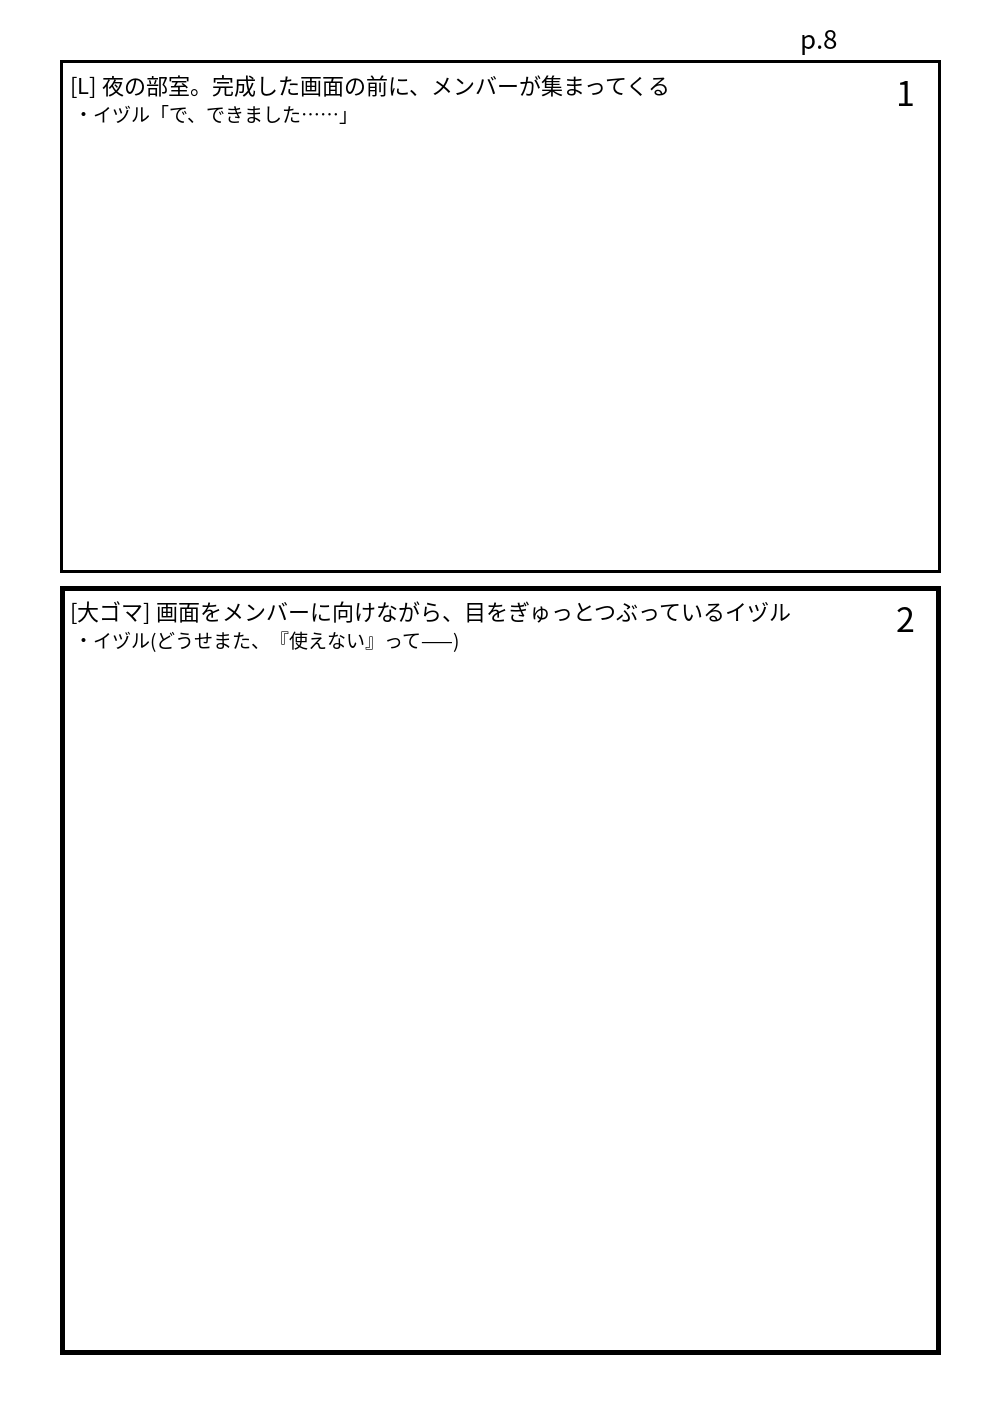 p.8
[L] 夜の部室。完成した画面の前に、メンバーが集まってくる
1
・イヅル「で、できました……」
[大ゴマ] 画面をメンバーに向けながら、目をぎゅっとつぶっているイヅル
2
・イヅル(どうせまた、『使えない』って——)